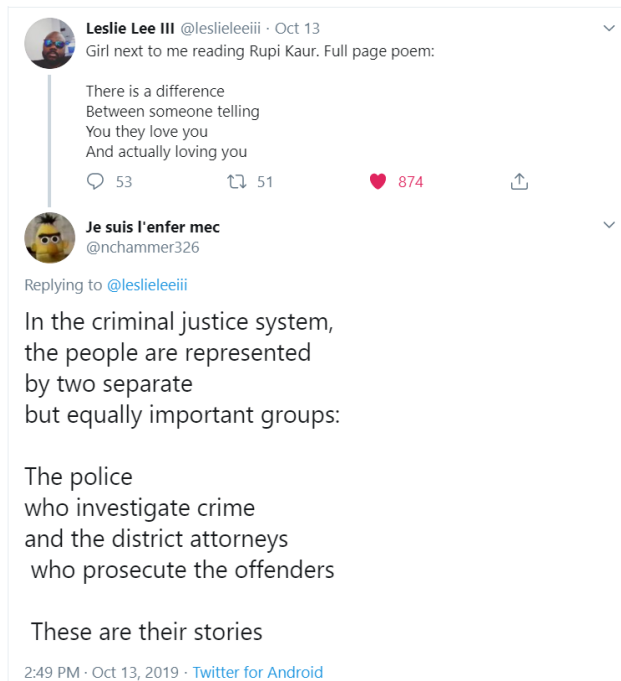 Leslie Lee III @leslieleeiii · Oct 13
Girl next to me reading Rupi Kaur. Full page poem:
There is a difference
Between someone telling
You they love you
And actually loving you
53 51 874
Je suis l'enfer mec
@nchammer326
Replying to @leslieleeiii
In the criminal justice system,
the people are represented
by two separate
but equally important groups:
The police
who investigate crime
and the district attorneys
who prosecute the offenders
These are their stories
2:49 PM · Oct 13, 2019 · Twitter for Android